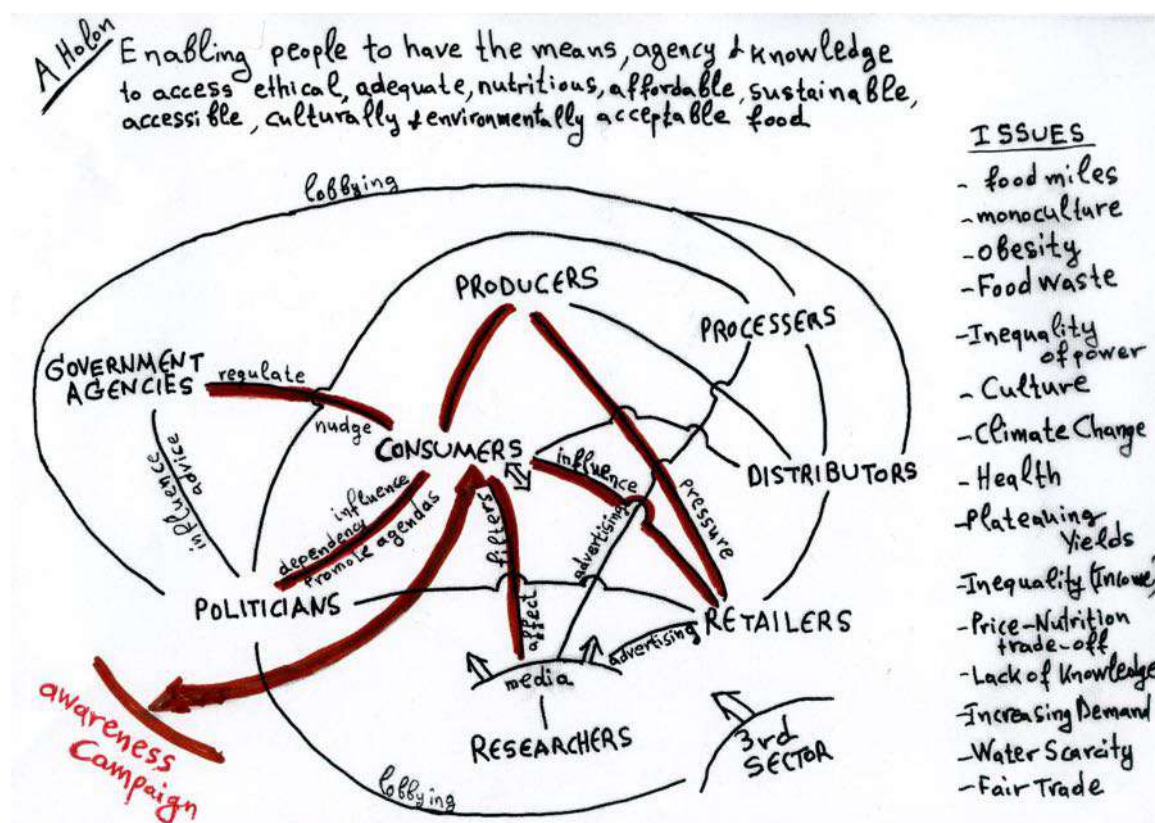 A Holon
Enabling people to have the means, agency & knowledge
to access ethical, adequate, nutritious, affordable, sustainable,
accessible, culturally & environmentally acceptable food
ISSUES
- food miles
- monoculture
- obesity
- Food waste
- Inequality
of power
- Culture
- Climate Change
- Health
- Plateauing
Yields
- Inequality (Income)
- Price-Nutrition
trade-off
- Lack of Knowledge
- Increasing Demand
- Water Scarcity
- Fair Trade
lobbying
PRODUCERS
PROCESSERS
GOVERNMENT
AGENCIES
regulate
nudge
CONSUMERS
DISTRIBUTORS
influence
advice
influence
dependency
promote agendas
filters
affect
influence
pressure
advertising
POLITICIANS
RETAILERS
advertising
media
RESEARCHERS
3rd
SECTOR
lobbying
awareness
Campaign